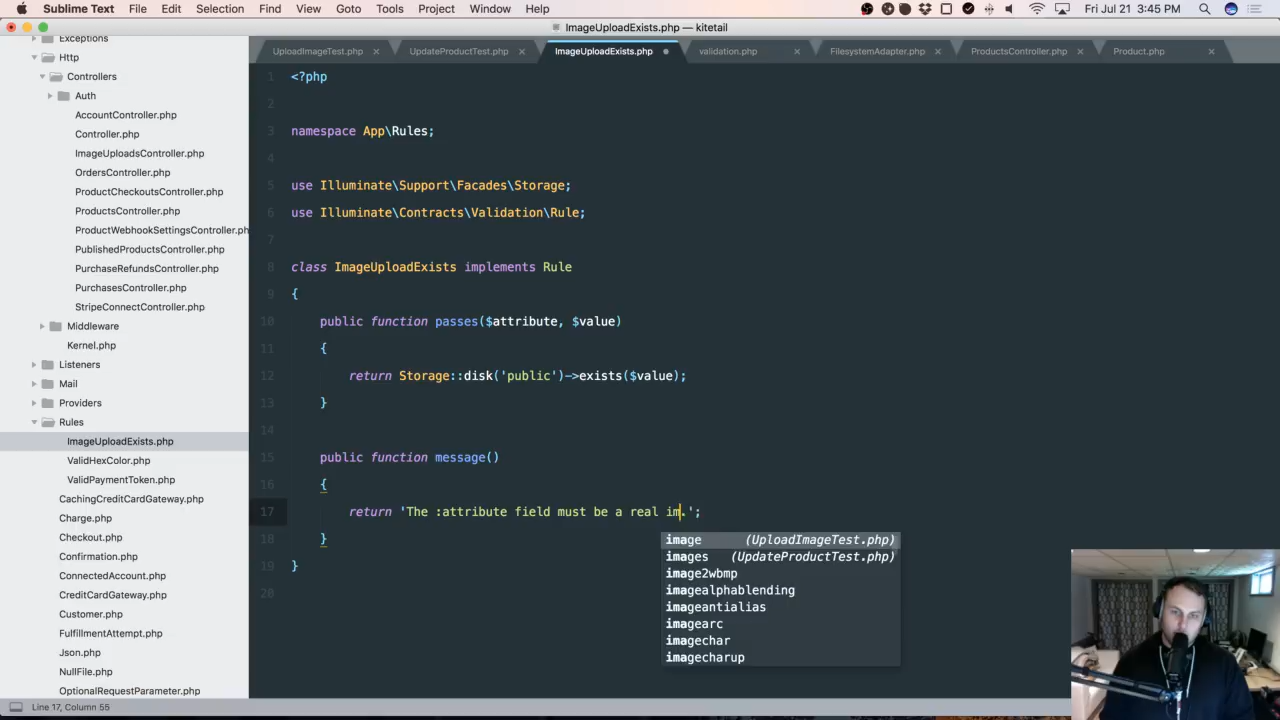 Sublime Text File Edit Selection Find View Goto Tools Project Window Help Fri Jul 21 3:45 PM
ImageUploadExists.php — kitetail
UploadImageTest.php UpdateProductTest.php ImageUploadExists.php validation.php FilesystemAdapter.php ProductsController.php Product.php
Exceptions
Http
Controllers
Auth
AccountController.php
Controller.php
ImageUploadsController.php
OrdersController.php
ProductCheckoutsController.php
ProductsController.php
ProductWebhookSettingsController.ph
PublishedProductsController.php
PurchaseRefundsController.php
PurchasesController.php
StripeConnectController.php
Middleware
Kernel.php
Listeners
Mail
Providers
Rules
ImageUploadExists.php
ValidHexColor.php
ValidPaymentToken.php
CachingCreditCardGateway.php
Charge.php
Checkout.php
Confirmation.php
ConnectedAccount.php
CreditCardGateway.php
Customer.php
FulfillmentAttempt.php
Json.php
NullFile.php
OptionalRequestParameter.php
1 <?php
2
3 namespace App\Rules;
4
5 use Illuminate\Support\Facades\Storage;
6 use Illuminate\Contracts\Validation\Rule;
7
8 class ImageUploadExists implements Rule
9 {
10 public function passes($attribute, $value)
11 {
12 return Storage::disk('public')->exists($value);
13 }
14
15 public function message()
16 {
17 return 'The :attribute field must be a real im.';
18 }
19 }
20
image (UploadImageTest.php)
images (UpdateProductTest.php)
image2wbmp
imagealphablending
imageantialias
imagearc
imagechar
imagecharup
Line 17, Column 55